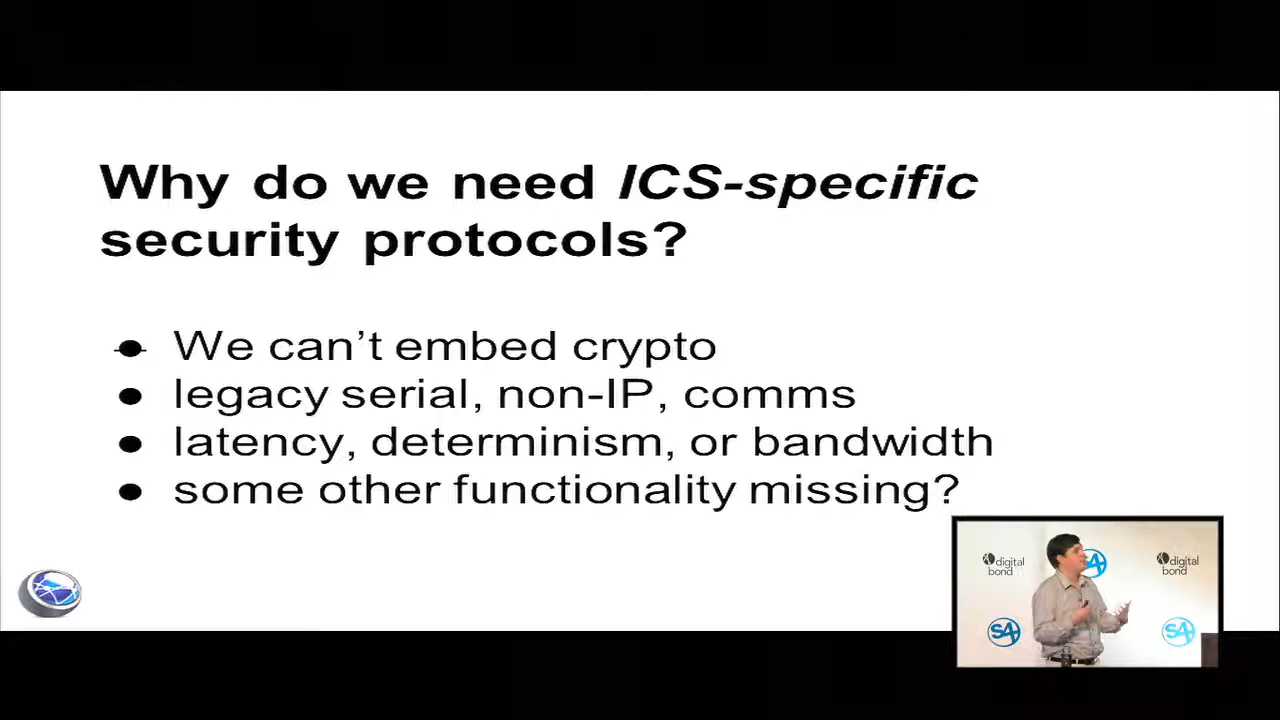 Why do we need ICS-specific
security protocols?
● We can’t embed crypto
● legacy serial, non-IP, comms
● latency, determinism, or bandwidth
● some other functionality missing?
digital
bond
S4
digital
bond
S4
S4